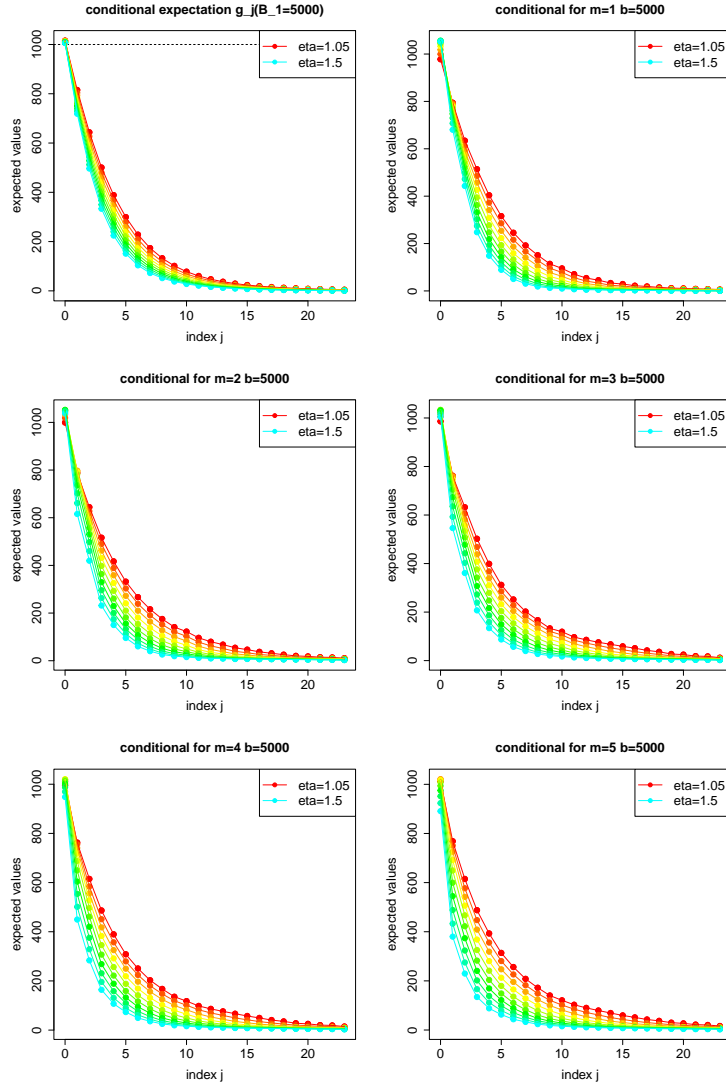 conditional expectation g_j(B_1=5000)
expected values
0 200 400 600 800 1000
eta=1.05
eta=1.5
0 5 10 15 20
index j
conditional for m=1 b=5000
expected values
0 200 400 600 800 1000
eta=1.05
eta=1.5
0 5 10 15 20
index j
conditional for m=2 b=5000
expected values
0 200 400 600 800 1000
eta=1.05
eta=1.5
0 5 10 15 20
index j
conditional for m=3 b=5000
expected values
0 200 400 600 800 1000
eta=1.05
eta=1.5
0 5 10 15 20
index j
conditional for m=4 b=5000
expected values
0 200 400 600 800 1000
eta=1.05
eta=1.5
0 5 10 15 20
index j
conditional for m=5 b=5000
expected values
0 200 400 600 800 1000
eta=1.05
eta=1.5
0 5 10 15 20
index j